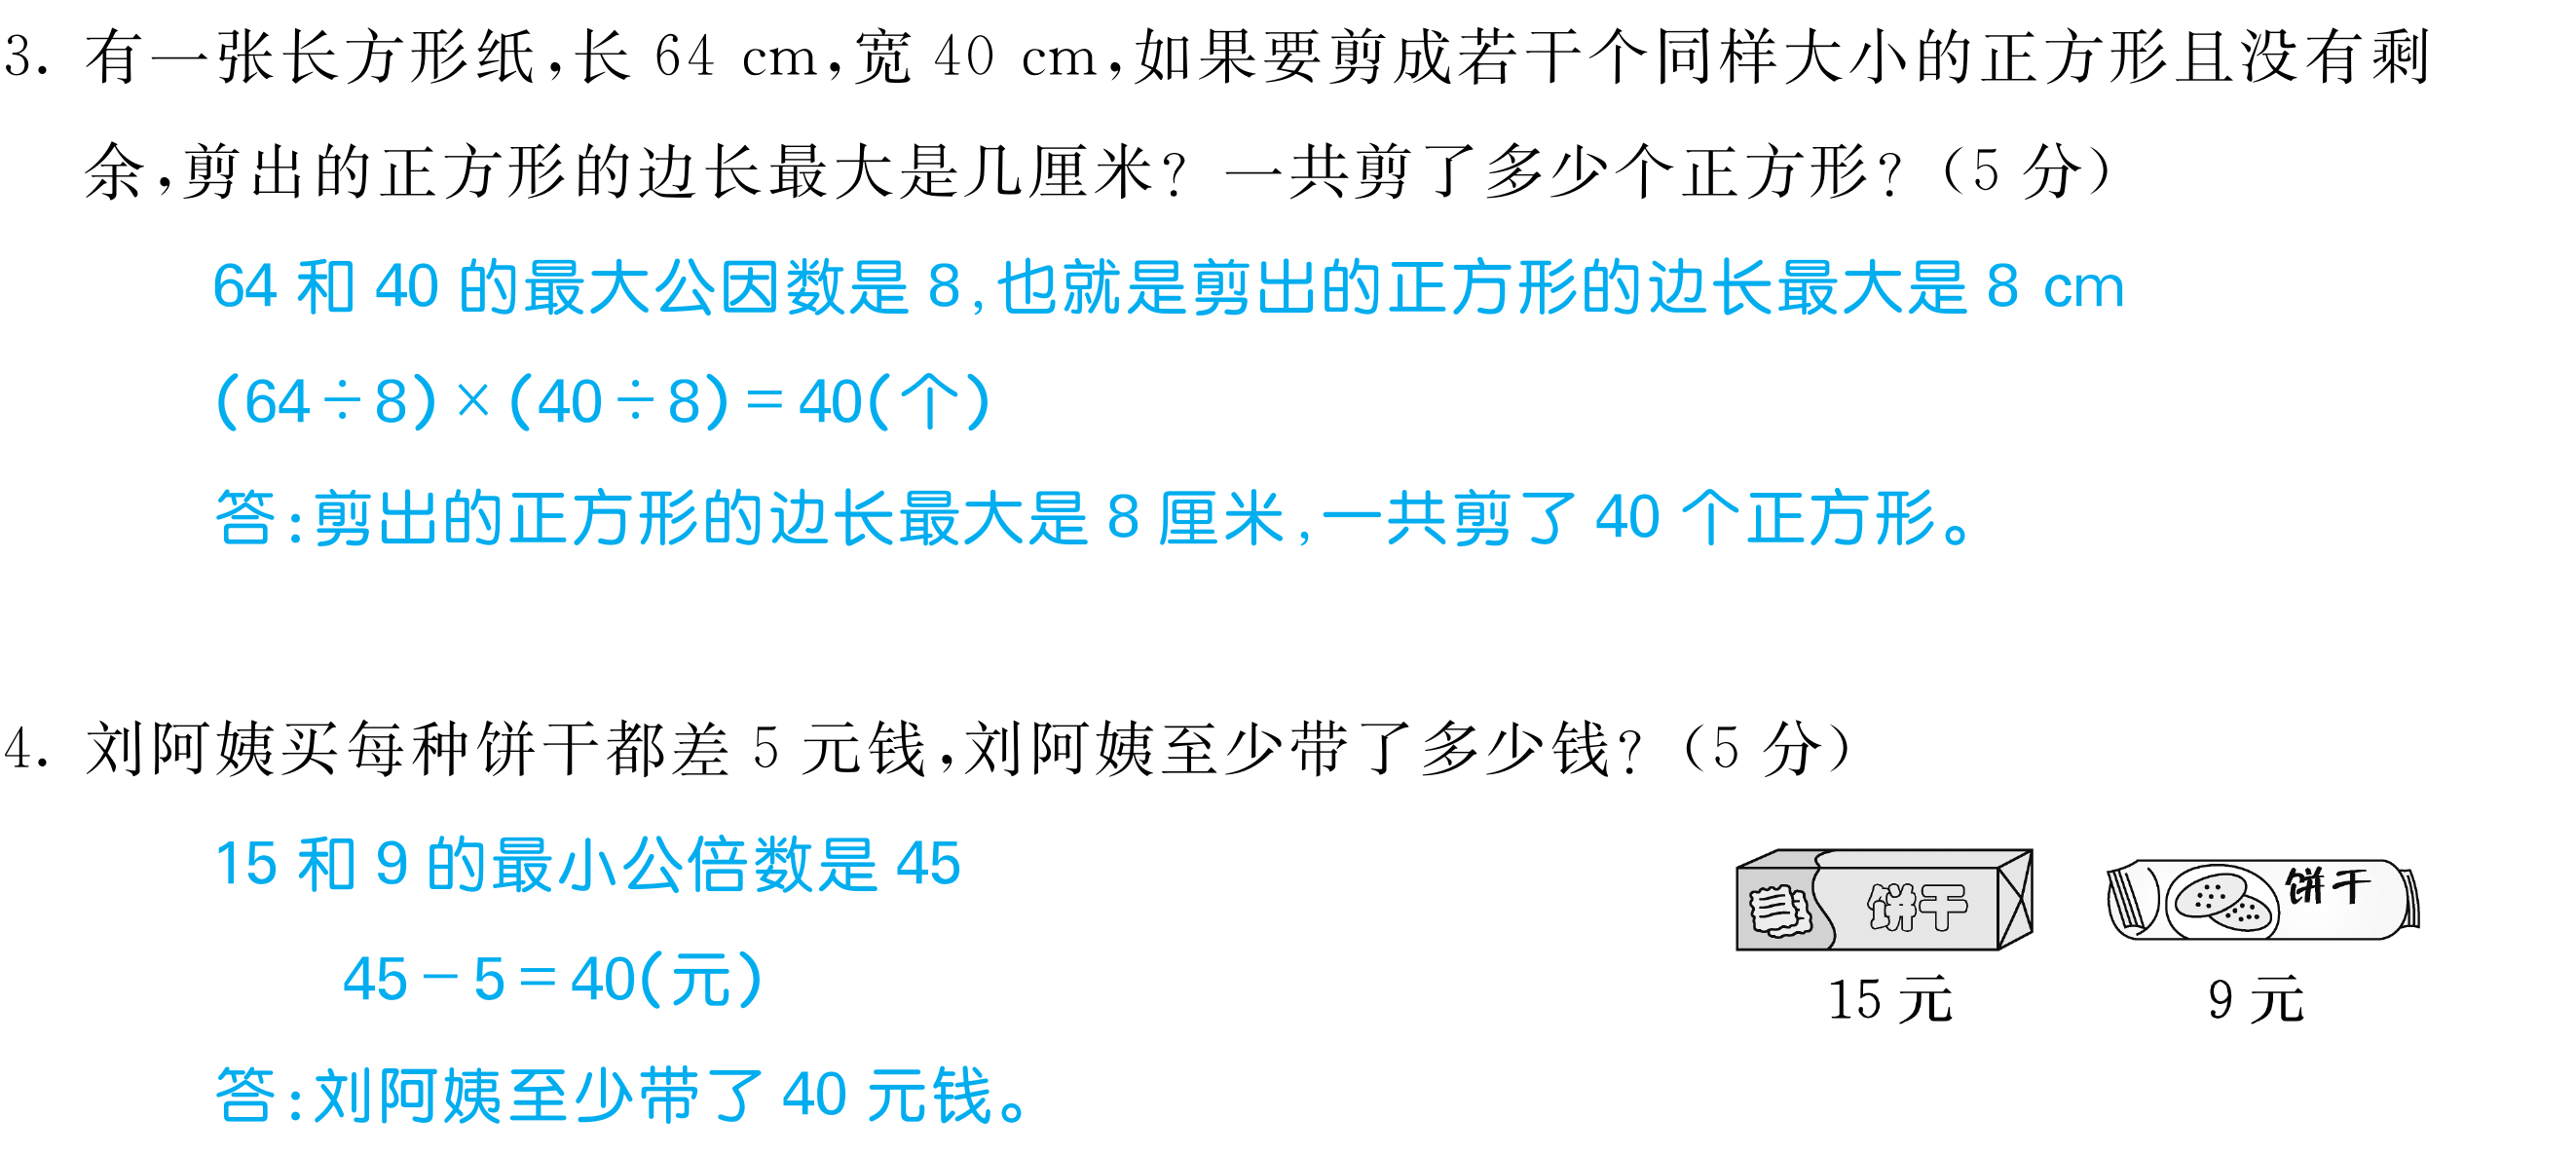 3. 有一张长方形纸,长 64 cm,宽 40 cm,如果要剪成若干个同样大小的正方形且没有剩
余,剪出的正方形的边长最大是几厘米? 一共剪了多少个正方形?(5 分)
64 和 40 的最大公因数是 8,也就是剪出的正方形的边长最大是 8 cm
(64÷8)×(40÷8)=40(个)
答:剪出的正方形的边长最大是 8 厘米,一共剪了 40 个正方形。
4. 刘阿姨买每种饼干都差 5 元钱,刘阿姨至少带了多少钱?(5 分)
15 和 9 的最小公倍数是 45
45-5=40(元)
答:刘阿姨至少带了 40 元钱。
饼干
15 元
饼干
9 元